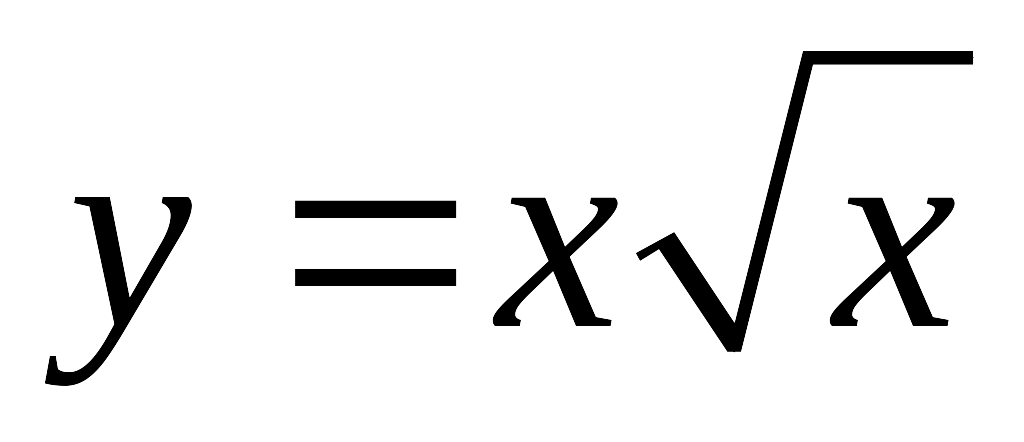 y = x√x